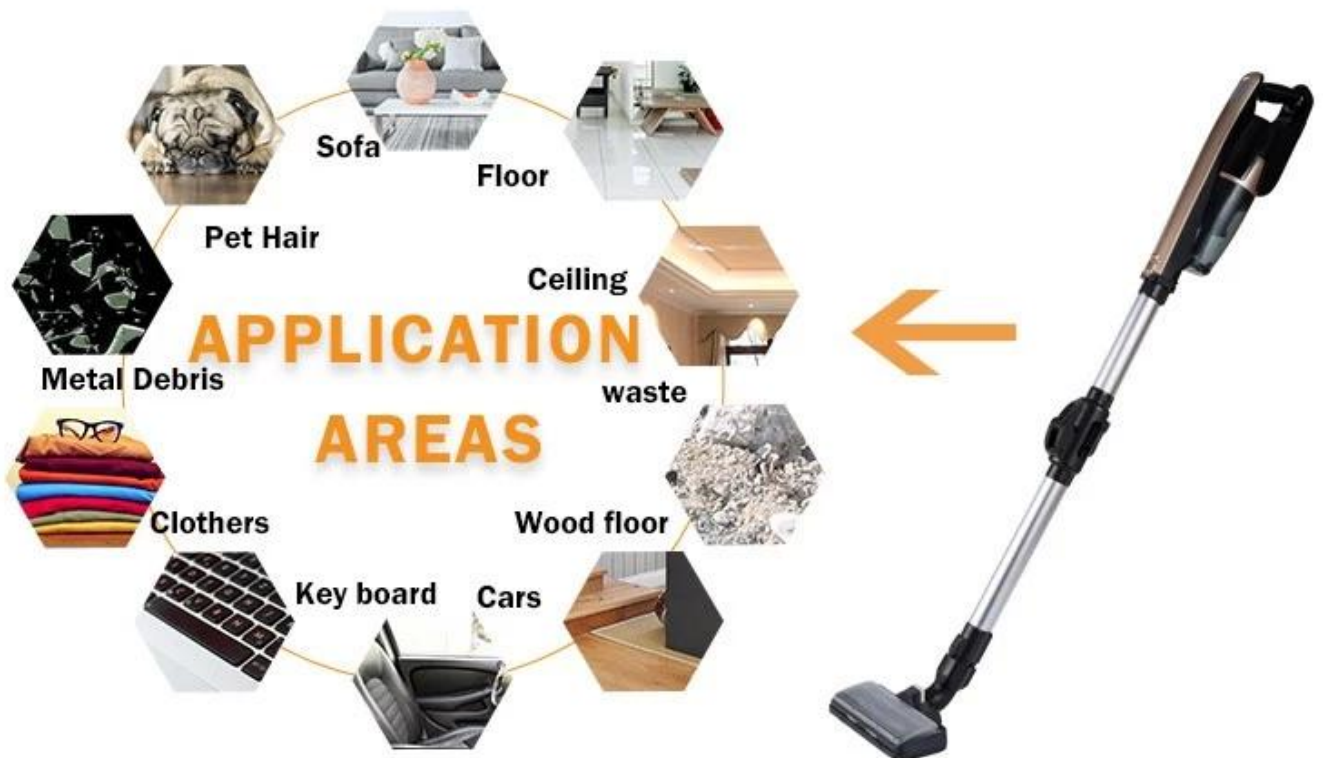 Sofa
Floor
Pet Hair
Ceiling
APPLICATION
AREAS
Metal Debris
waste
Clothers
Wood floor
Key board
Cars